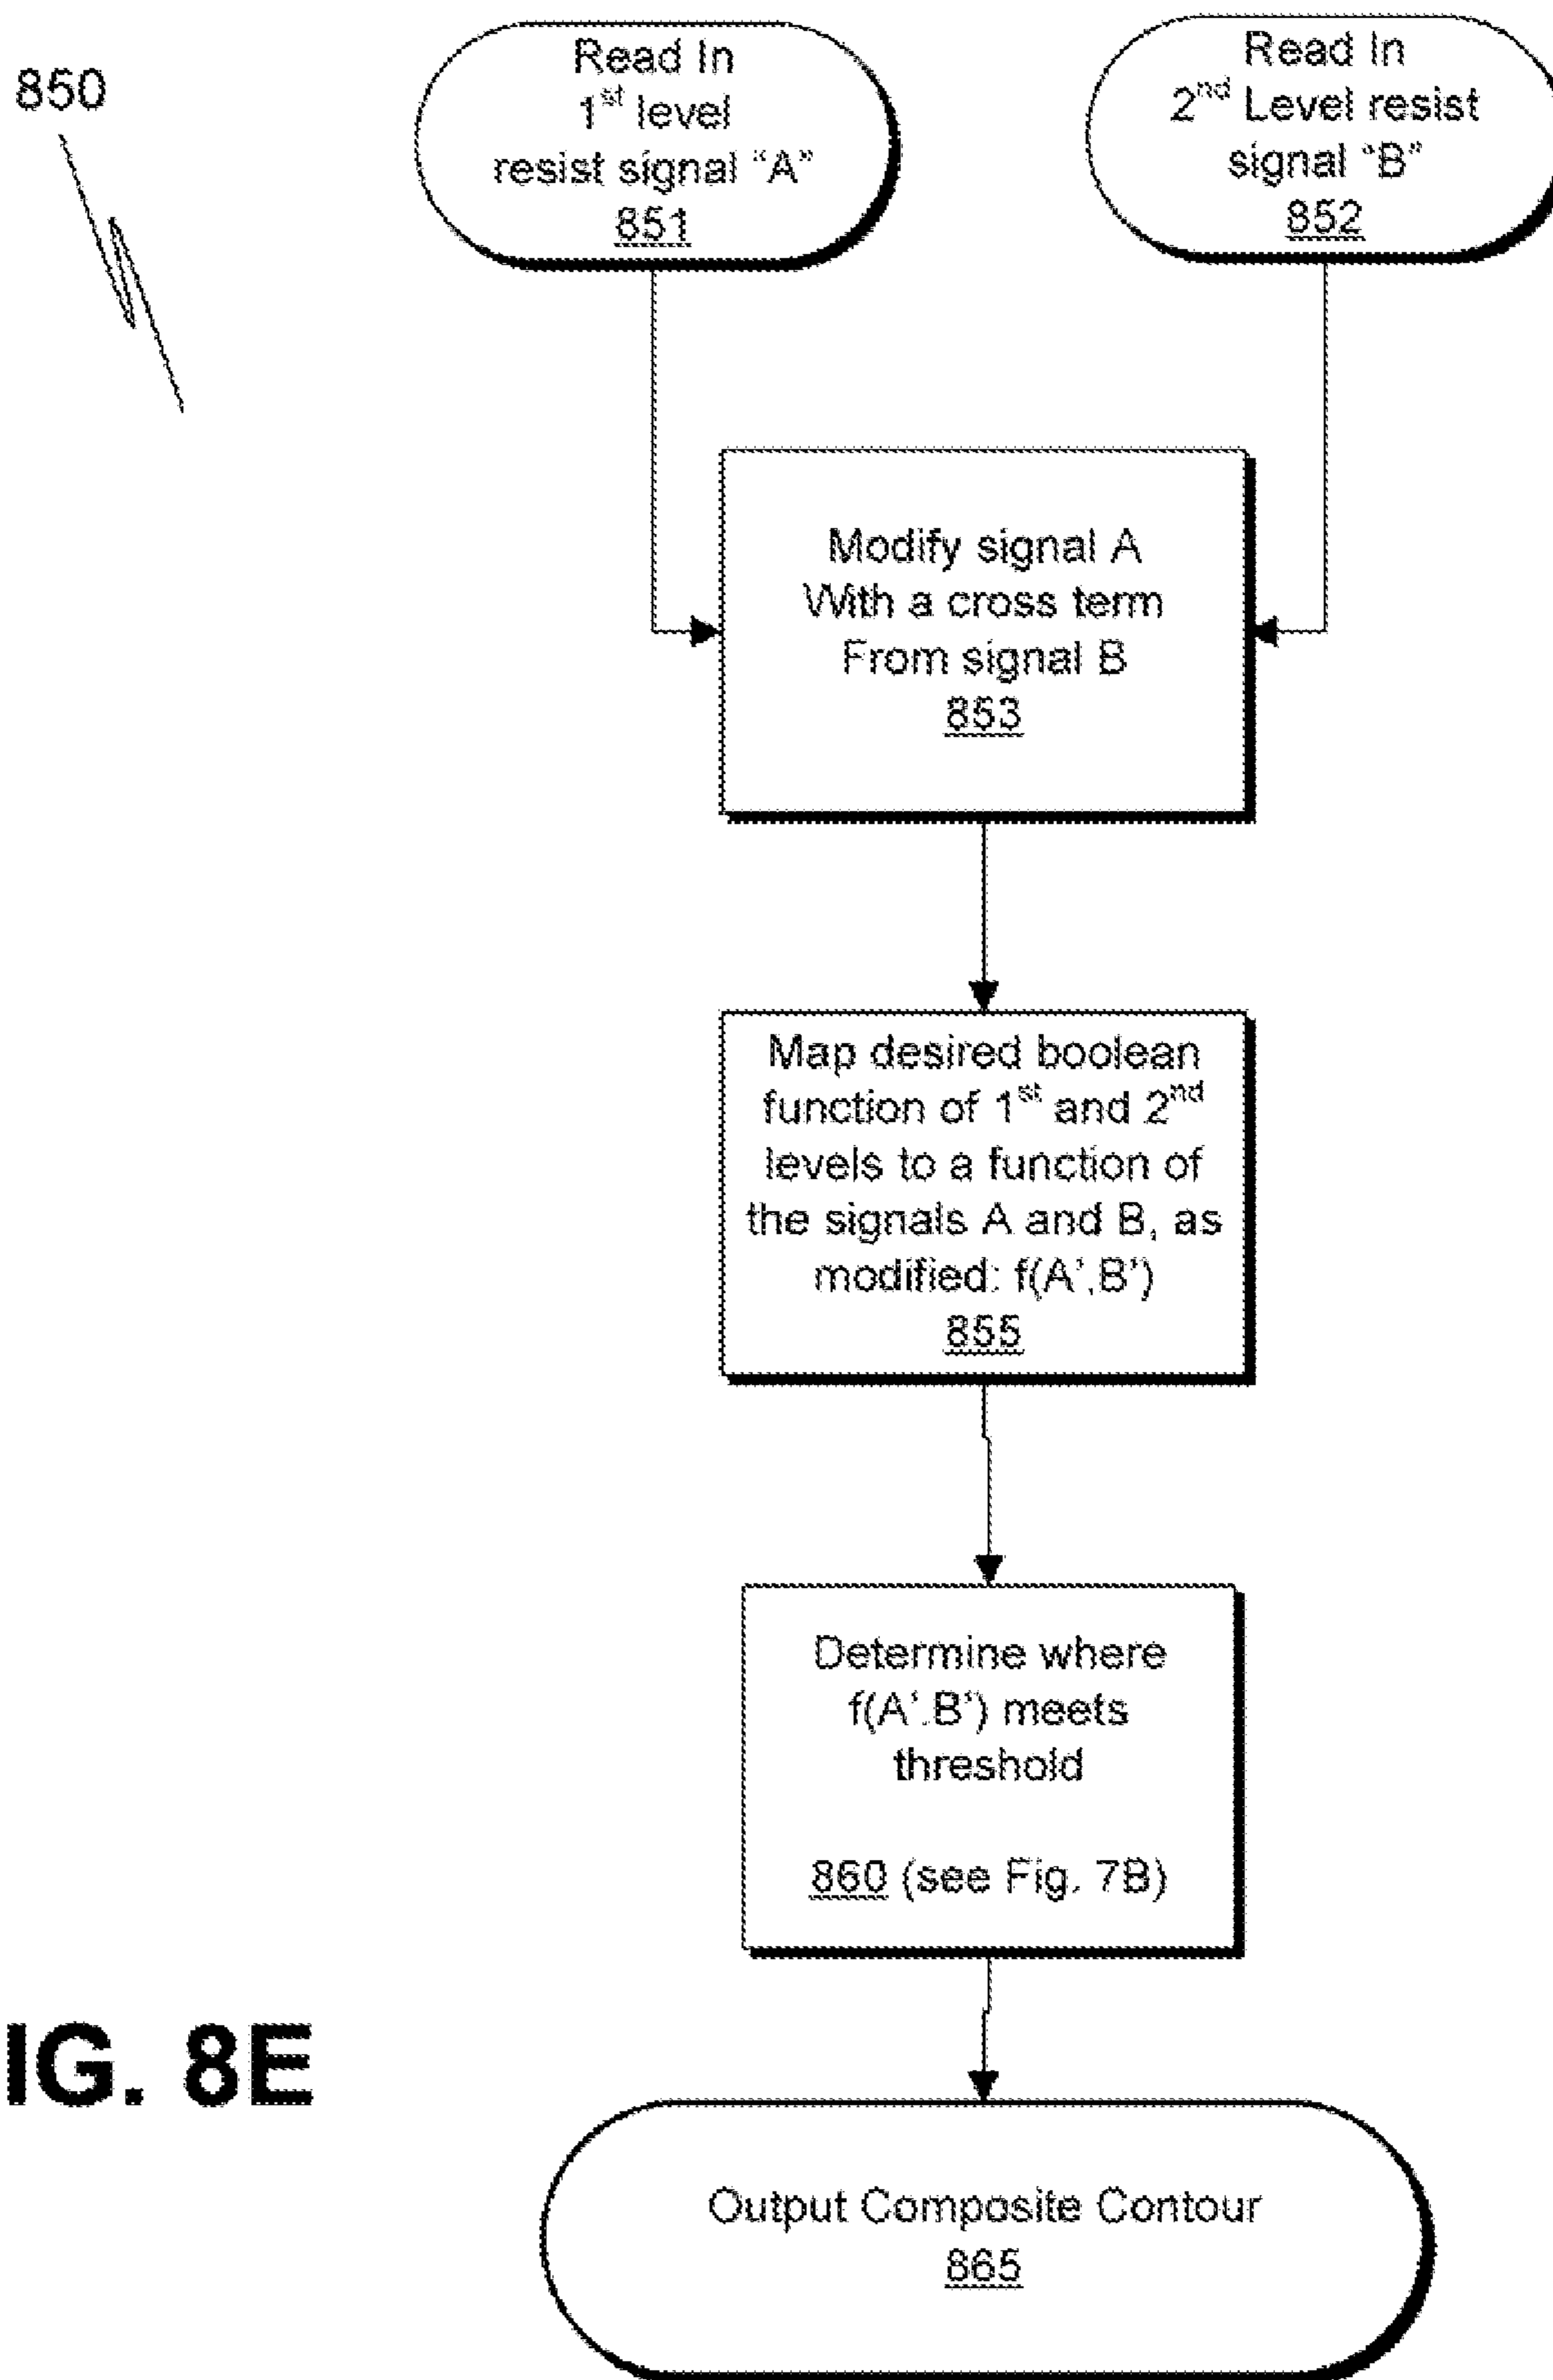 850
Read In
1st level
resist signal “A”
851
Read In
2nd Level resist
signal “B”
852
Modify signal A
With a cross term
From signal B
853
Map desired boolean
function of 1st and 2nd
levels to a function of
the signals A and B, as
modified: f(A’,B’)
855
Determine where
f(A‘.B’) meets
threshold
860 (see Fig. 7B)
IG. 8E
Output Composite Contour
865